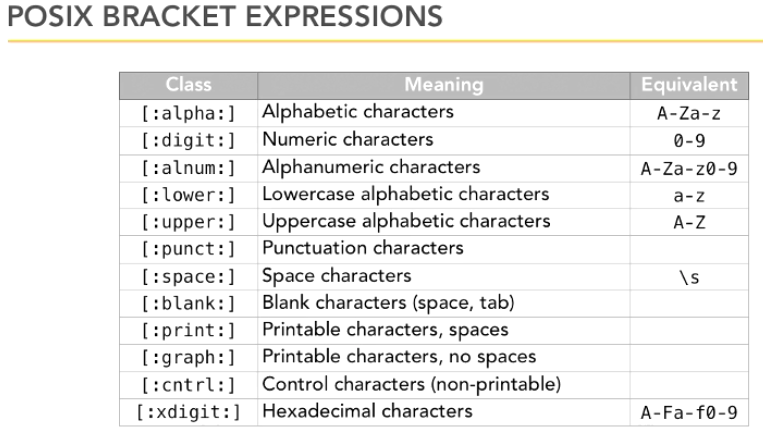 POSIX BRACKET EXPRESSIONS
Class Meaning Equivalent
[:alpha:] Alphabetic characters A-Za-z
[:digit:] Numeric characters 0-9
[:alnum:] Alphanumeric characters A-Za-z0-9
[:lower:] Lowercase alphabetic characters a-z
[:upper:] Uppercase alphabetic characters A-Z
[:punct:] Punctuation characters
[:space:] Space characters \s
[:blank:] Blank characters (space, tab)
[:print:] Printable characters, spaces
[:graph:] Printable characters, no spaces
[:cntrl:] Control characters (non-printable)
[:xdigit:] Hexadecimal characters A-Fa-f0-9